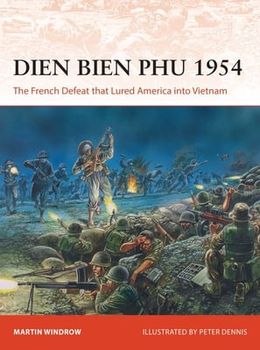 DIEN BIEN PHU 1954
The French Defeat that Lured America into Vietnam
MARTIN WINDROW
ILLUSTRATED BY PETER DENNIS